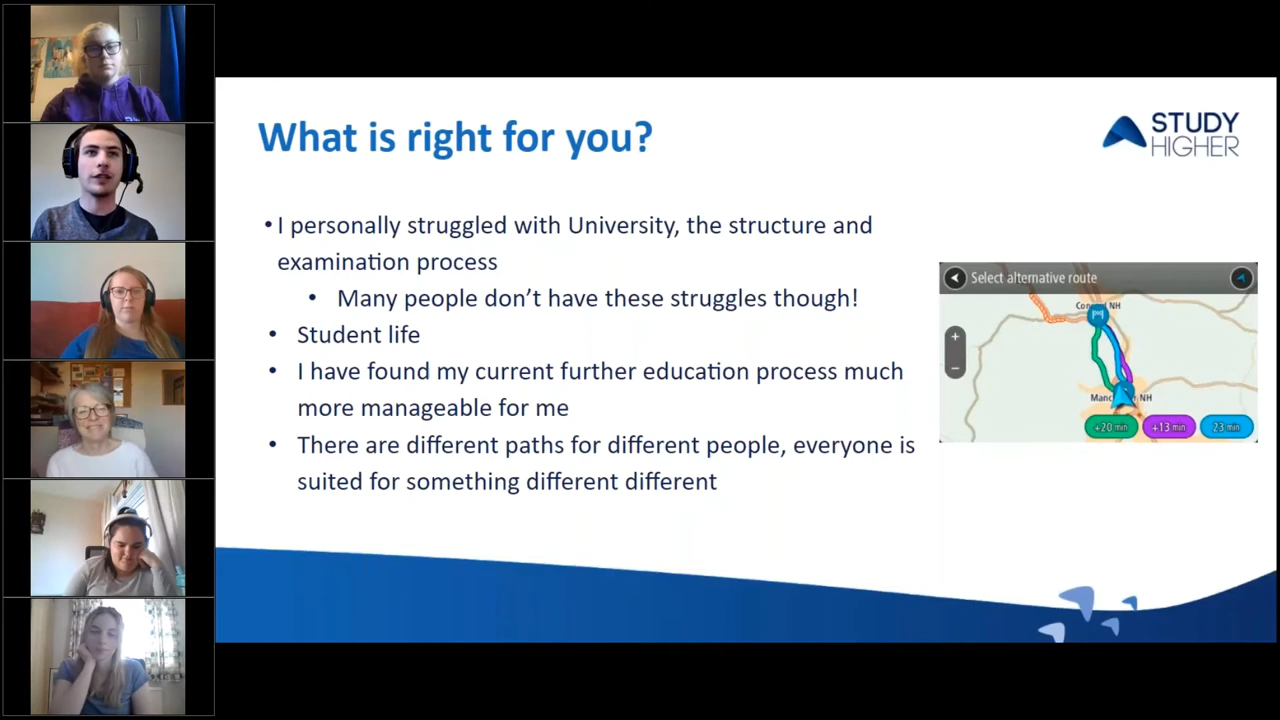 What is right for you?
STUDY
HIGHER
• I personally struggled with University, the structure and
examination process
• Many people don’t have these struggles though!
• Student life
• I have found my current further education process much
more manageable for me
• There are different paths for different people, everyone is
suited for something different different
Select alternative route
NH
+
−
NH
+20 min
+13 min
23 min